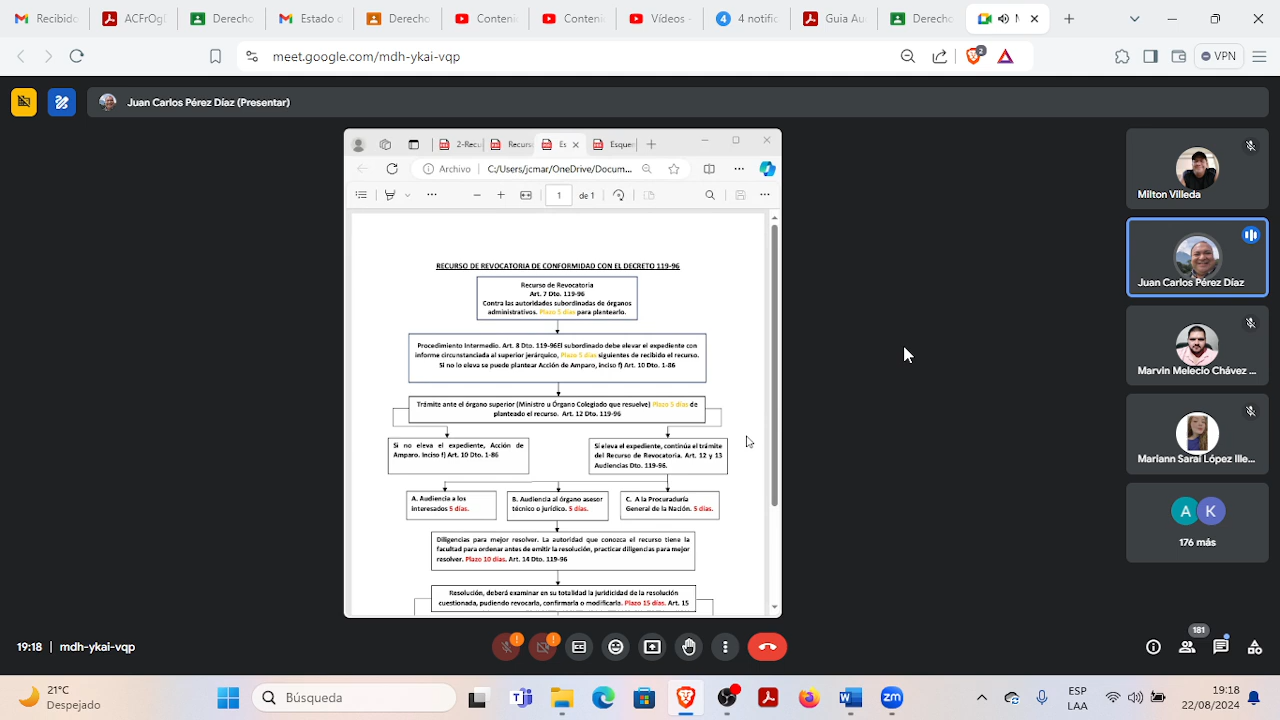 Recibido
ACFrOg
Derecho
Estado d
Derecho
Conteni
Conteni
Vídeos -
4 notific
Guia Au
Derecho
meet.google.com/mdh-ykai-vqp
2
VPN
Juan Carlos Pérez Díaz (Presentar)
2-Recu
Recurs
Es
Esquer
Archivo
C:/Users/jcmar/OneDrive/Docum...
1
de 1
RECURSO DE REVOCATORIA DE CONFORMIDAD CON EL DECRETO 119-96
Recurso de Revocatoria
Art. 7 Dto. 119-96
Contra las autoridades subordinadas de órganos
administrativos. Plazo 5 días para plantearlo.
Procedimiento Intermedio. Art. 8 Dto. 119-96El subordinado debe elevar el expediente con
informe circunstanciada al superior jerárquico, Plazo 5 días siguientes de recibido el recurso.
Si no lo eleva se puede plantear Acción de Amparo, inciso f) Art. 10 Dto. 1-86
Trámite ante el órgano superior (Ministro u Órgano Colegiado que resuelve) Plazo 5 días de
planteado el recurso. Art. 12 Dto. 119-96
Si no eleva el expediente, Acción de
Amparo. Inciso f) Art. 10 Dto. 1-86
Si eleva el expediente, continúa el trámite
del Recurso de Revocatoria. Art. 12 y 13
Audiencias Dto. 119-96.
A. Audiencia a los
interesados 5 días.
B. Audiencia al órgano asesor
técnico o jurídico. 5 días.
C. A la Procuraduría
General de la Nación. 5 días.
Diligencias para mejor resolver. La autoridad que conozca el recurso tiene la
facultad para ordenar antes de emitir la resolución, practicar diligencias para mejor
resolver. Plazo 10 días. Art. 14 Dto. 119-96
Resolución, deberá examinar en su totalidad la juridicidad de la resolución
cuestionada, pudiendo revocarla, confirmarla o modificarla. Plazo 15 días. Art. 15
Milton Villeda
Juan Carlos Pérez D...
Marvin Melecio Chávez ...
Mariam Saraí López Ille...
A
K
176 más
19:18
mdh-ykai-vqp
181
21°C
Despejado
Búsqueda
ESP
LAA
22/08/2024